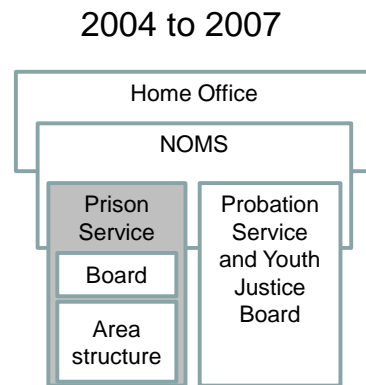 2004 to 2007
Home Office
NOMS
Prison
Service
Board
Area
structure
Probation
Service
and Youth
Justice
Board